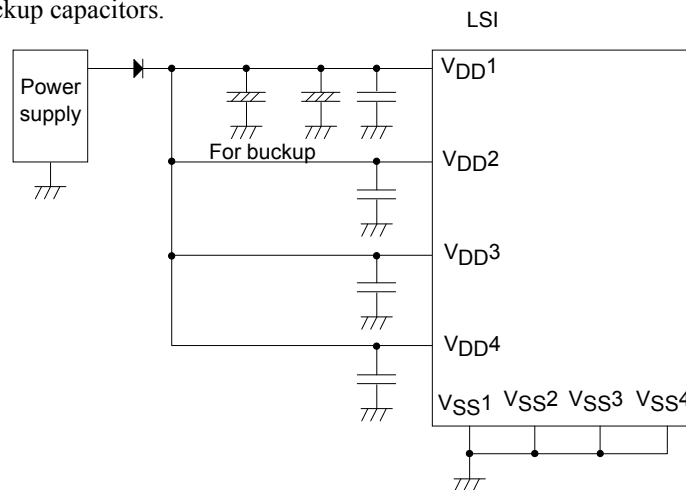 ckup capacitors.
LSI
Power
supply
VDD1
For buckup
VDD2
VDD3
VDD4
VSS1 VSS2 VSS3 VSS4